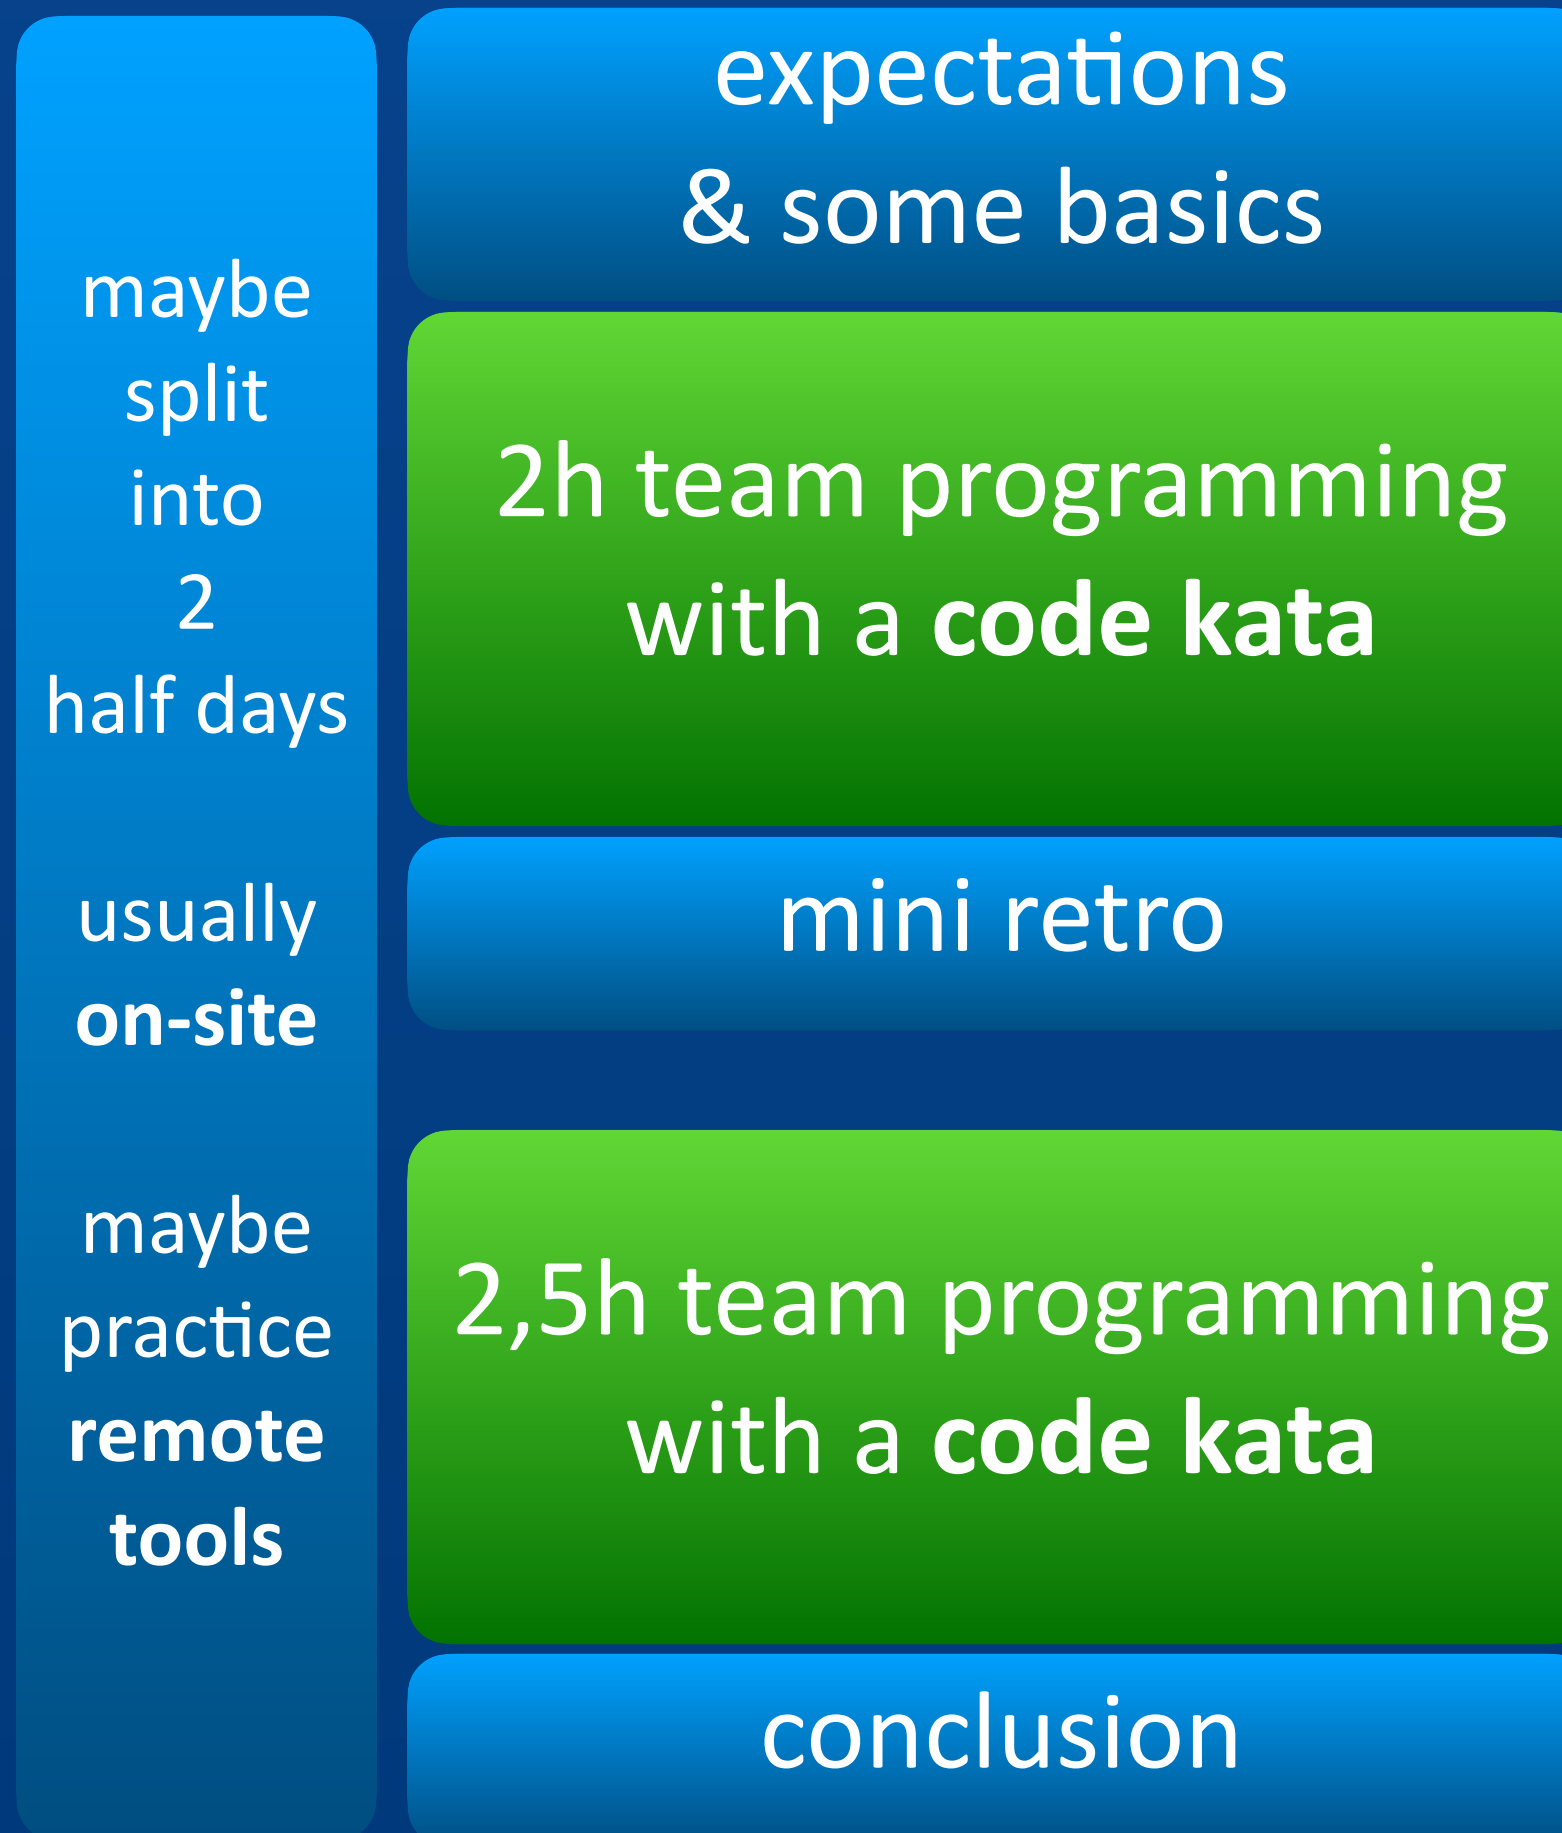 maybe
split
into
2
half days
usually
on-site
maybe
practice
remote
tools
expectations
& some basics
2h team programming
with a code kata
mini retro
2,5h team programming
with a code kata
conclusion